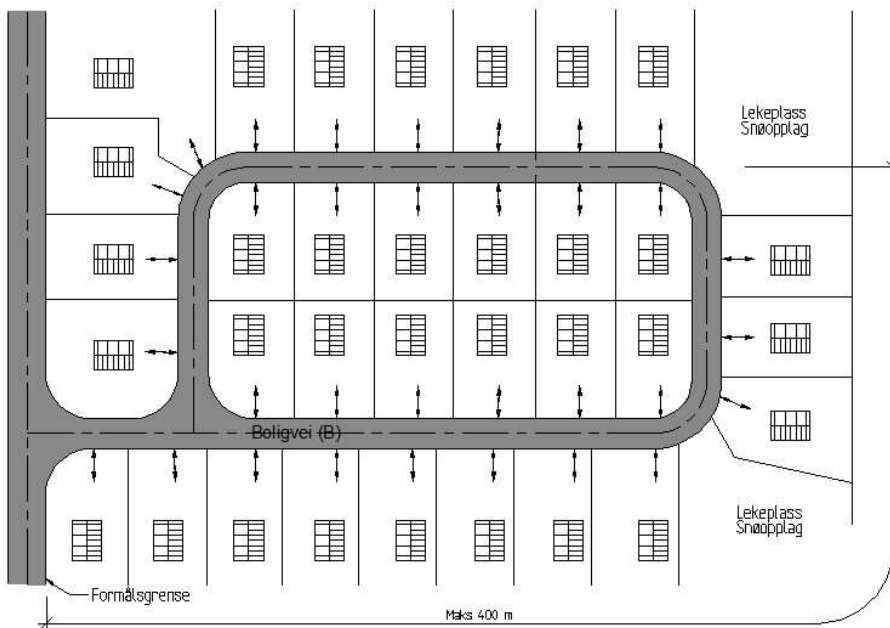 Lekeplass
Snøopplag
Boligvei (B)
Lekeplass
Snøopplag
Formålsgrense
Maks 400 m